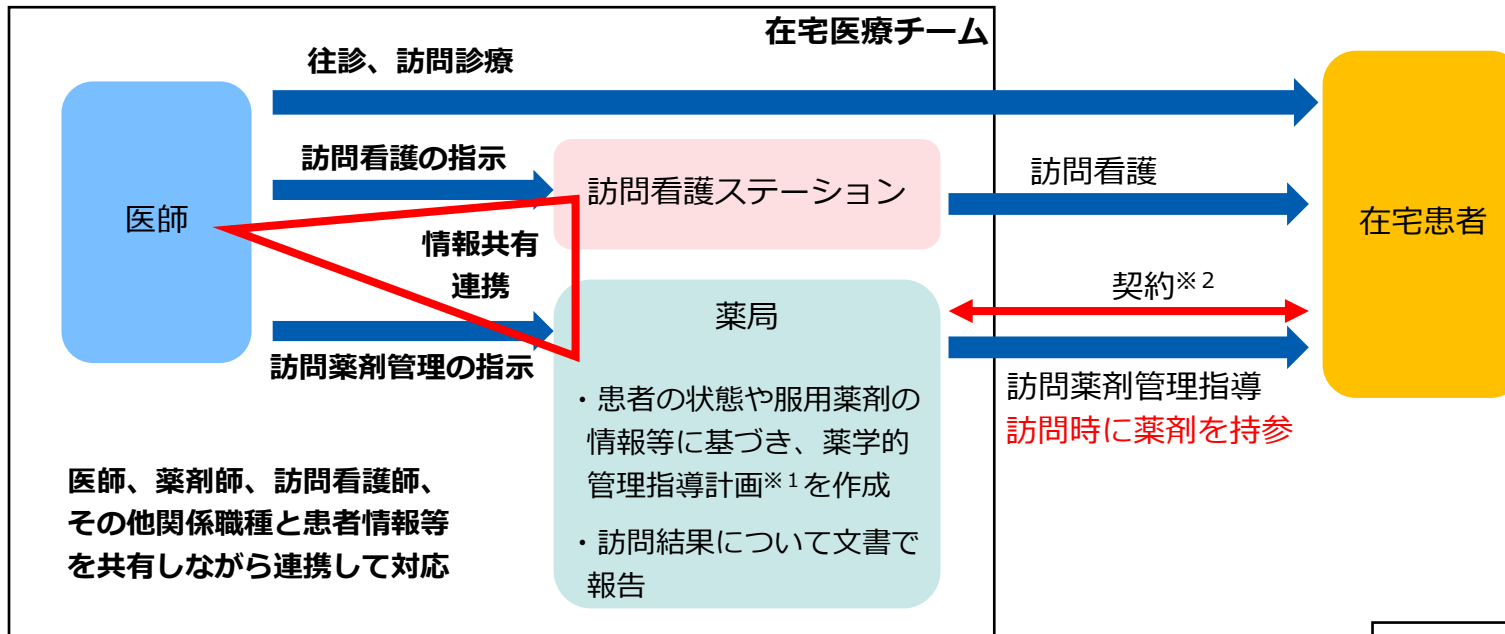 在宅医療チーム
往診、訪問診療
訪問看護の指示
訪問看護ステーション
訪問看護
医師
在宅患者
情報共有
連携
契約※2
薬局
訪問薬剤管理の指示
訪問薬剤管理指導
訪問時に薬剤を持参
・患者の状態や服用薬剤の
情報等に基づき、薬学的
管理指導計画※1を作成
・訪問結果について文書で
報告
医師、薬剤師、訪問看護師、
その他関係職種と患者情報等
を共有しながら連携して対応